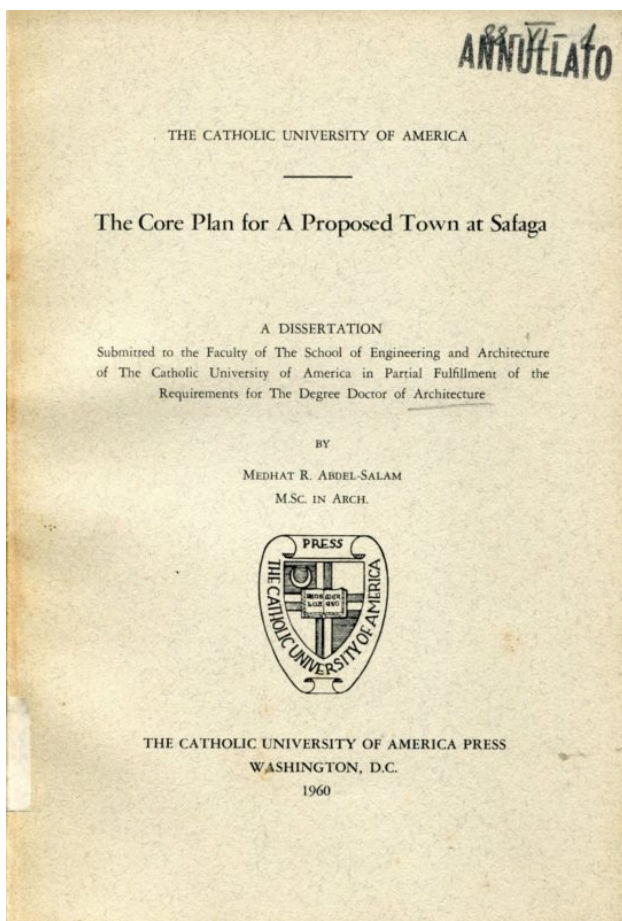 88-VI-1
ANNULLATO
THE CATHOLIC UNIVERSITY OF AMERICA
The Core Plan for A Proposed Town at Safaga
A DISSERTATION
Submitted to the Faculty of The School of Engineering and Architecture
of The Catholic University of America in Partial Fulfillment of the
Requirements for The Degree Doctor of Architecture
BY
MEDHAT R. ABDEL-SALAM
M.SC. IN ARCH.
PRESS
THE CATHOLIC UNIVERSITY OF AMERICA
THE CATHOLIC UNIVERSITY OF AMERICA PRESS
WASHINGTON, D.C.
1960